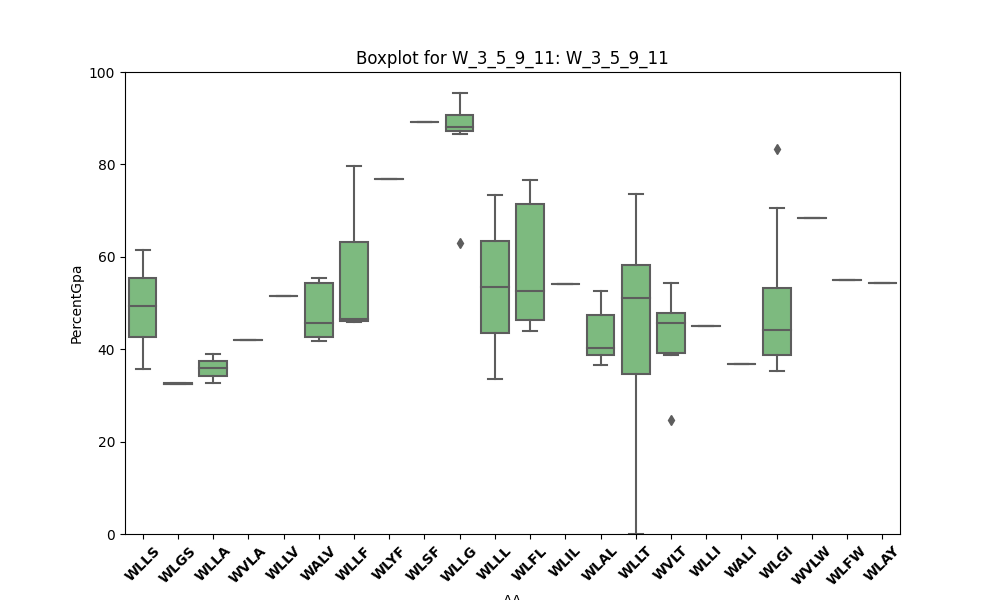 Boxplot for W_3_5_9_11: W_3_5_9_11
100
80
60
40
20
0
PercentGpa
WLLS WLGS WLLA WVLA WLLV WALV WLLF WLYF WLSF WLLG WLLL WLFL WLIL WLAL WLLT WVLT WLLI WALI WLGI WVLW WLFW WLAY
AA